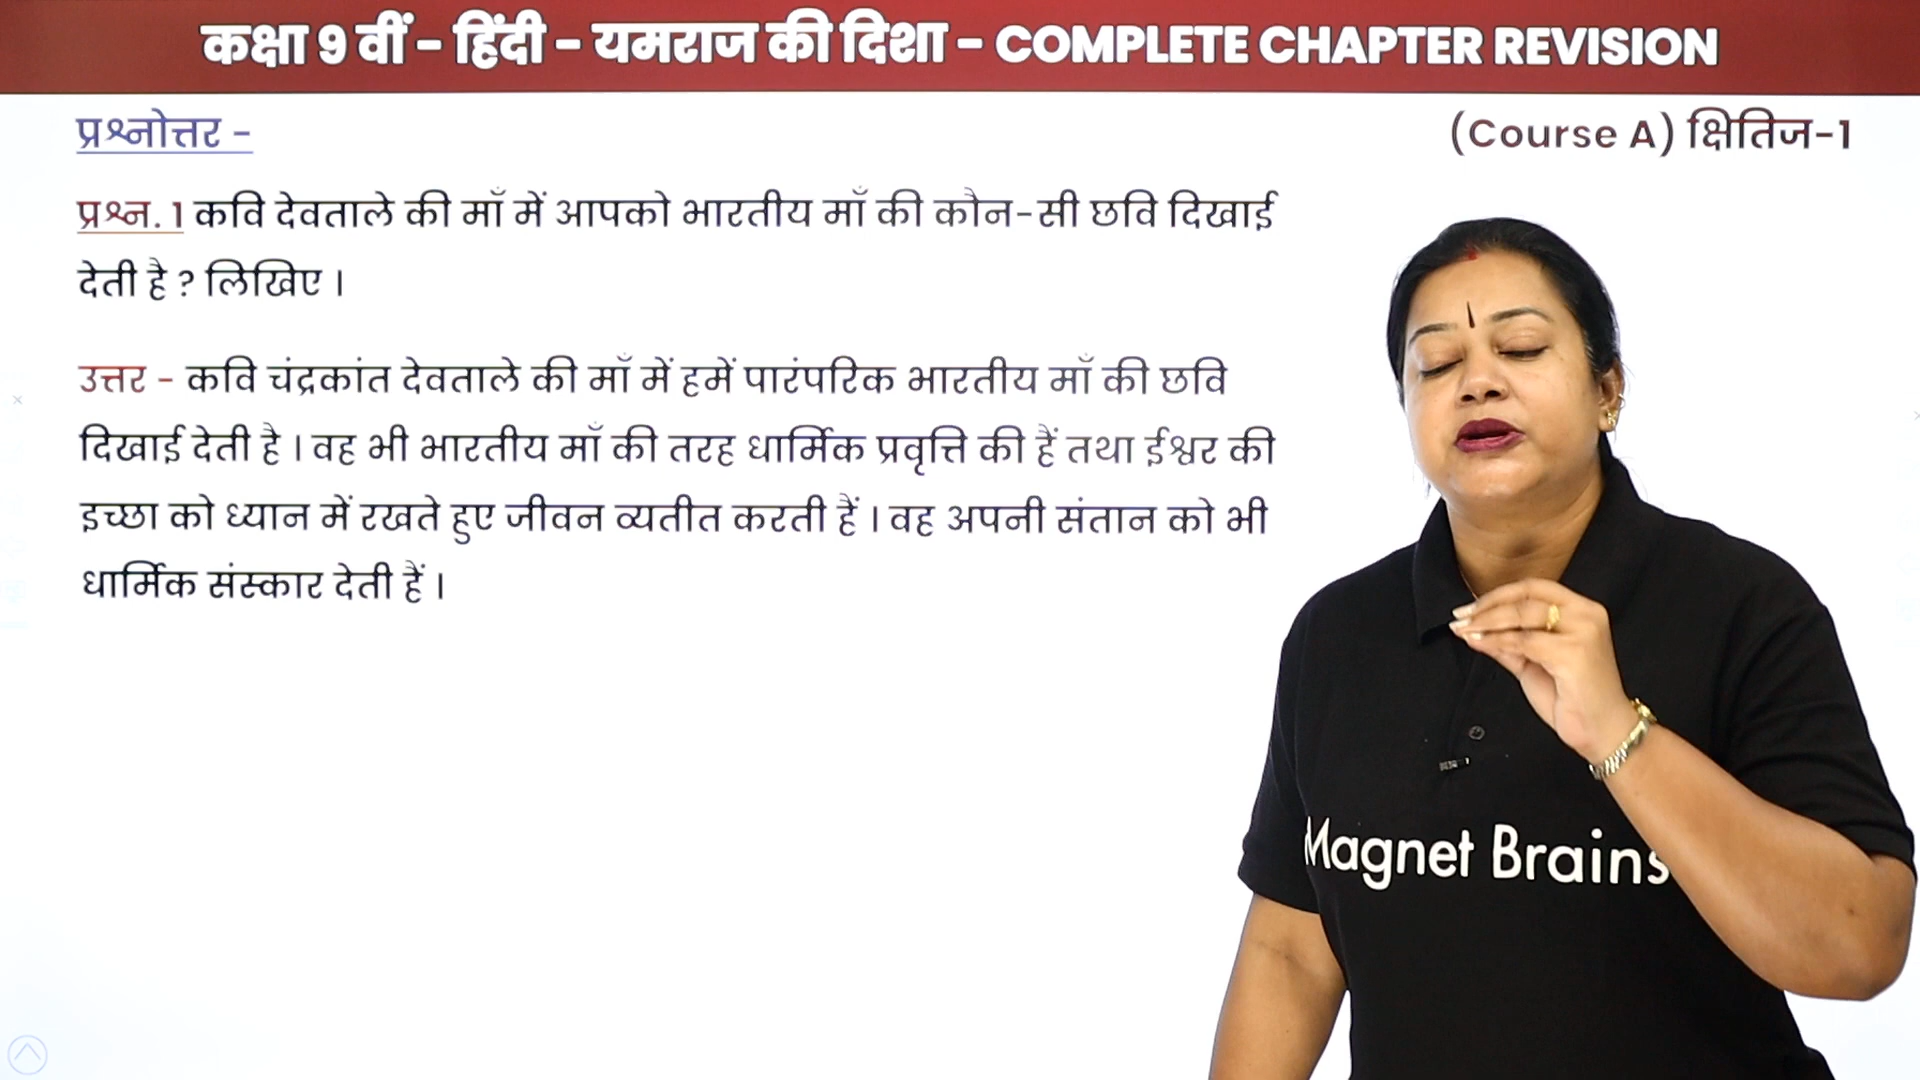 कक्षा 9 वीं - हिंदी - यमराज की दिशा - COMPLETE CHAPTER REVISION
प्रश्नोत्तर -
(Course A) क्षितिज-1
प्रश्न. 1 कवि देवताले की माँ में आपको भारतीय माँ की कौन-सी छवि दिखाई
देती है ? लिखिए ।
उत्तर - कवि चंद्रकांत देवताले की माँ में हमें पारंपरिक भारतीय माँ की छवि
दिखाई देती है । वह भी भारतीय माँ की तरह धार्मिक प्रवृत्ति की हैं तथा ईश्वर की
इच्छा को ध्यान में रखते हुए जीवन व्यतीत करती हैं । वह अपनी संतान को भी
धार्मिक संस्कार देती हैं ।
Magnet Brains